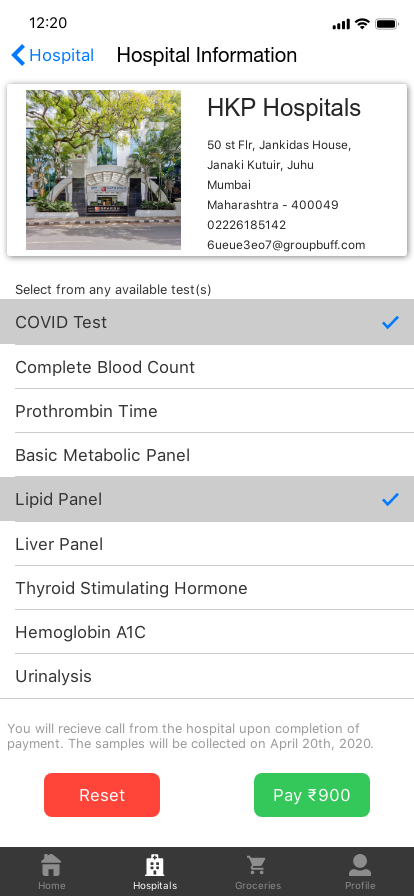 12:20
Hospital Hospital Information
HKP Hospitals
50 st Flr, Jankidas House,
Janaki Kutuir, Juhu
Mumbai
Maharashtra - 400049
02226185142
6ueue3eo7@groupbuff.com
Select from any available test(s)
COVID Test
Complete Blood Count
Prothrombin Time
Basic Metabolic Panel
Lipid Panel
Liver Panel
Thyroid Stimulating Hormone
Hemoglobin A1C
Urinalysis
You will recieve call from the hospital upon completion of
payment. The samples will be collected on April 20th, 2020.
Reset Pay ₹900
Home Hospitals Groceries Profile